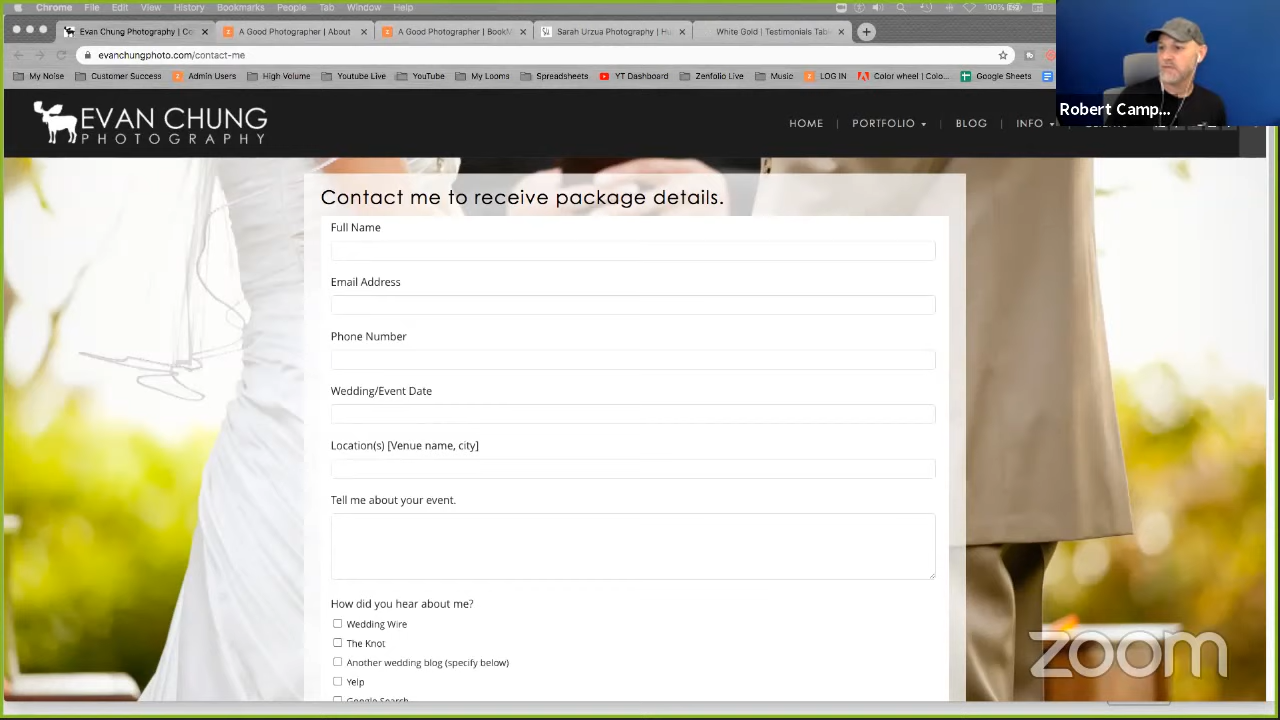 Chrome File Edit View History Bookmarks People Tab Window Help 100%
Evan Chung Photography | Co
A Good Photographer | About
A Good Photographer | BookM
Sarah Urzua Photography | Hu
White Gold | Testimonials Tab
evanchungphoto.com/contact-me
My Noise Customer Success Admin Users High Volume Youtube Live YouTube My Looms Spreadsheets YT Dashboard Zenfolio Live Music LOG IN Color wheel | Colo... Google Sheets
Robert Camp...
EVAN CHUNG
PHOTOGRAPHY
HOME | PORTFOLIO | BLOG | INFO
Contact me to receive package details.
Full Name
Email Address
Phone Number
Wedding/Event Date
Location(s) [Venue name, city]
Tell me about your event.
How did you hear about me?
Wedding Wire
The Knot
Another wedding blog (specify below)
Yelp
Google Search
zoom